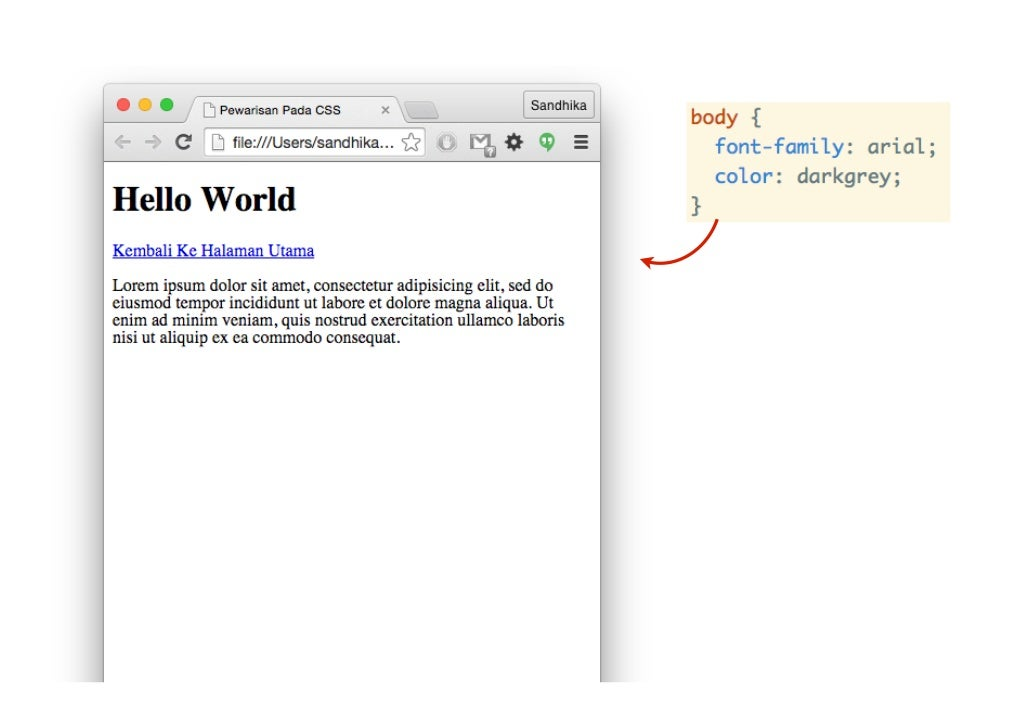 Pewarisan Pada CSS
Sandhika
file:///Users/sandhika...
Hello World
Kembali Ke Halaman Utama
Lorem ipsum dolor sit amet, consectetur adipisicing elit, sed do
eiusmod tempor incididunt ut labore et dolore magna aliqua. Ut
enim ad minim veniam, quis nostrud exercitation ullamco laboris
nisi ut aliquip ex ea commodo consequat.
body {
  font-family: arial;
  color: darkgrey;
}